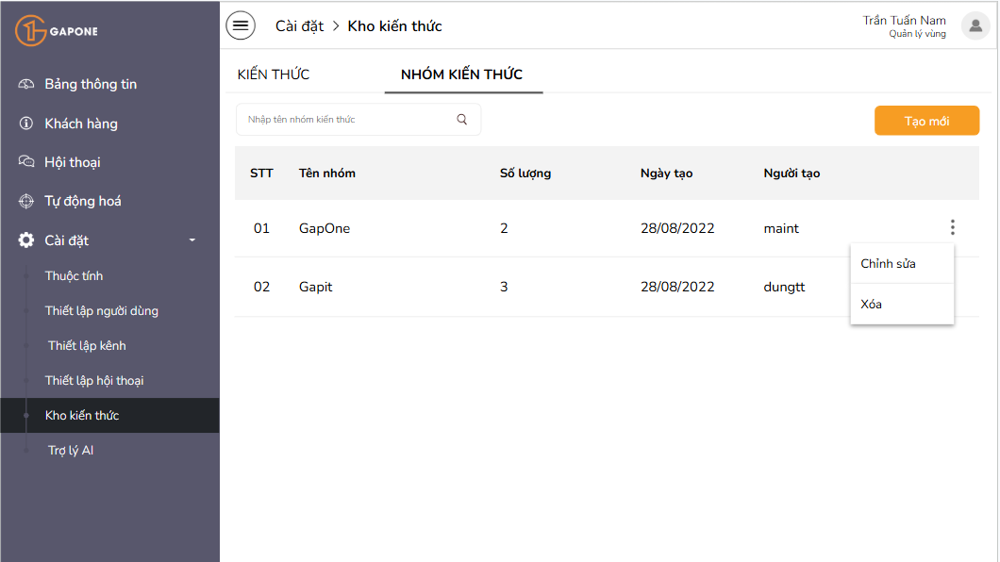 GAPONE
Bảng thông tin
Khách hàng
Hội thoại
Tự động hoá
Cài đặt
Thuộc tính
Thiết lập người dùng
Thiết lập kênh
Thiết lập hội thoại
Kho kiến thức
Trợ lý AI
Cài đặt > Kho kiến thức
Trần Tuấn Nam
Quản lý vùng
KIẾN THỨC NHÓM KIẾN THỨC
Nhập tên nhóm kiến thức
Tạo mới
STT Tên nhóm Số lượng Ngày tạo Người tạo
01 GapOne 2 28/08/2022 maint
02 Gapit 3 28/08/2022 dungtt
Chỉnh sửa
Xóa